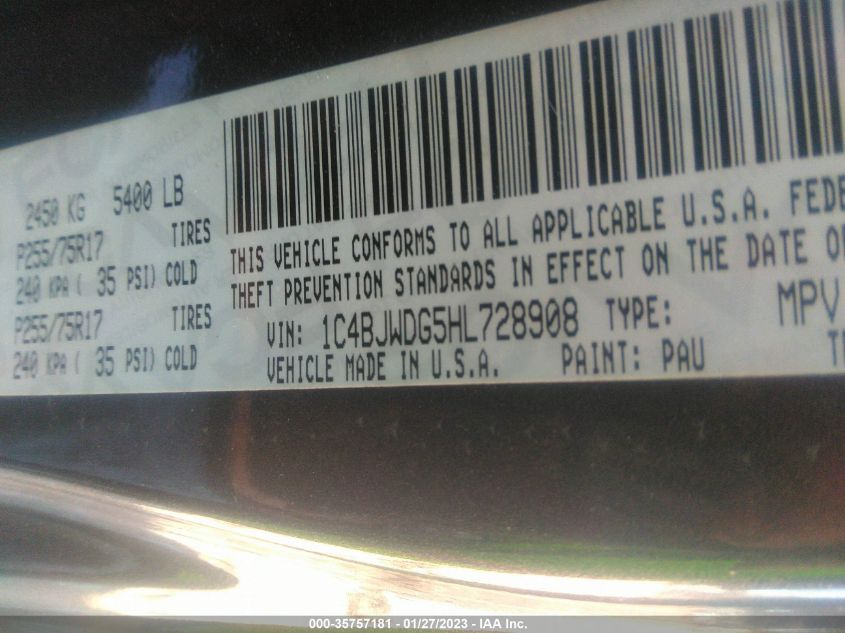 2450 KG 5400 LB
P255/75R17 TIRES
240 KPA ( 35 PSI) COLD
P255/75R17 TIRES
240 KPA ( 35 PSI) COLD
THIS VEHICLE CONFORMS TO ALL APPLICABLE U.S.A. FEDE
THEFT PREVENTION STANDARDS IN EFFECT ON THE DATE O
VIN: 1C4BJWDG5HL728908 TYPE: MPV
VEHICLE MADE IN U.S.A. PAINT: PAU
000-35757181 - 01/27/2023 - IAA Inc.